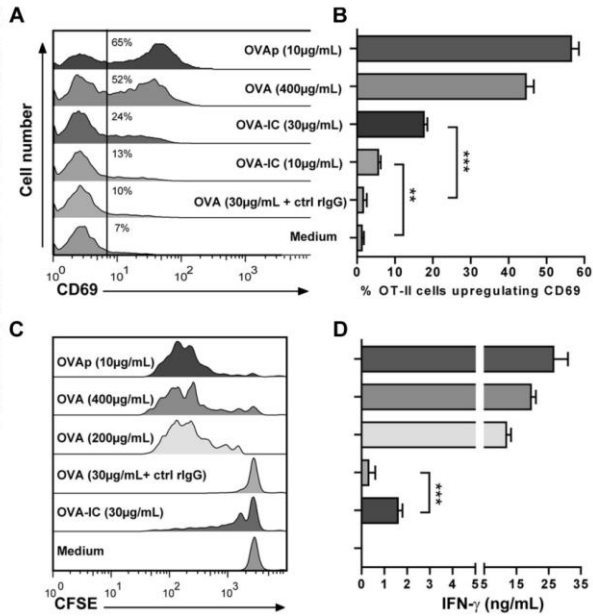 A
Cell number
65%
OVAp (10μg/mL)
52%
OVA (400μg/mL)
24%
OVA-IC (30μg/mL)
13%
OVA-IC (10μg/mL)
10%
OVA (30μg/mL + ctrl rIgG)
7%
Medium
10⁰ 10¹ 10² 10³
CD69
B
***
**
0 10 20 30 40 50 60
% OT-II cells upregulating CD69
C
OVAp (10μg/mL)
OVA (400μg/mL)
OVA (200μg/mL)
OVA (30μg/mL+ ctrl rIgG)
OVA-IC (30μg/mL)
Medium
10⁰ 10¹ 10² 10³
CFSE
D
***
0 1 2 3 4 5 5 15 25 35
IFN-γ (ng/mL)